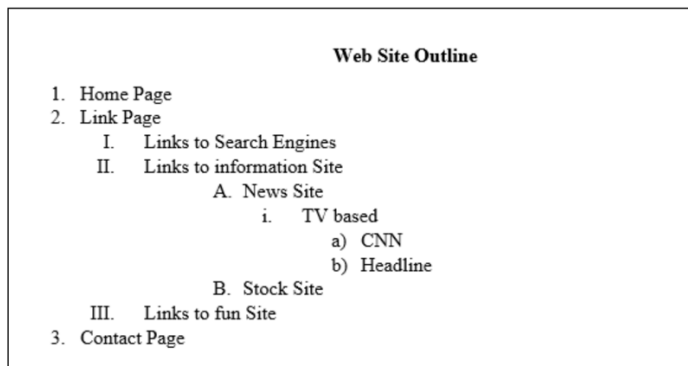 Web Site Outline
1. Home Page
2. Link Page
I. Links to Search Engines
II. Links to information Site
A. News Site
i. TV based
a) CNN
b) Headline
B. Stock Site
III. Links to fun Site
3. Contact Page